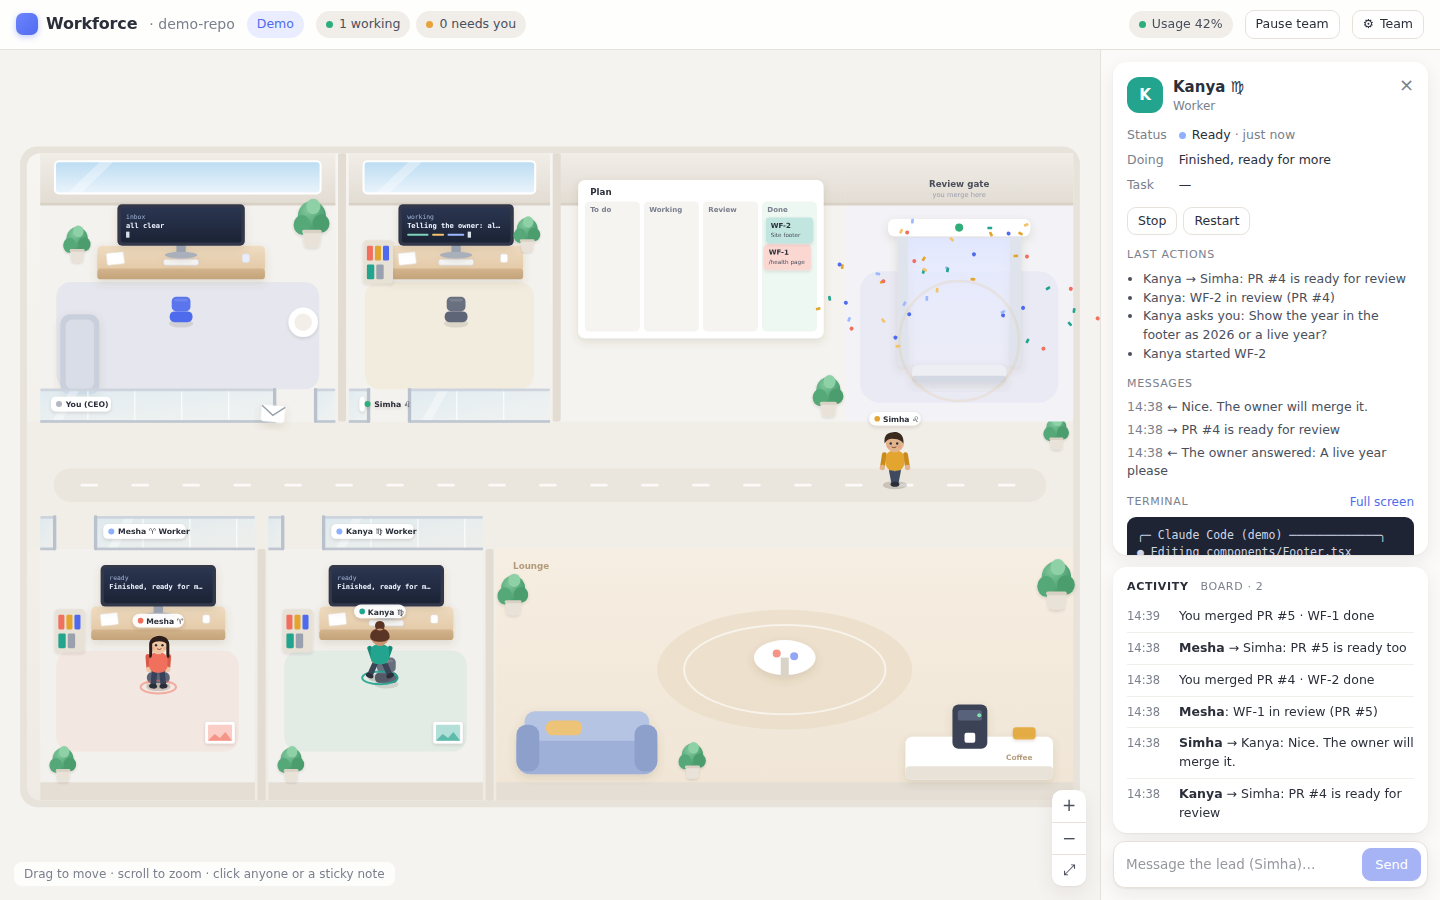 Workforce · demo-repo Demo 1 working 0 needs you Usage 42% Pause team ⚙ Team
inbox
all clear
working
Telling the owner: al…
Plan
To do Working Review Done
WF-2
Site footer
WF-1
/health page
Review gate
you merge here
You (CEO)
Simha ♌
Simha ♌
Mesha ♈ Worker
Kanya ♍ Worker
ready
Finished, ready for m…
ready
Finished, ready for m…
Mesha ♈
Kanya ♍
Lounge
Coffee
Drag to move · scroll to zoom · click anyone or a sticky note
+
−
K
Kanya ♍
Worker
×
Status Ready · just now
Doing Finished, ready for more
Task —
Stop Restart
LAST ACTIONS
• Kanya → Simha: PR #4 is ready for review
• Kanya: WF-2 in review (PR #4)
• Kanya asks you: Show the year in the
footer as 2026 or a live year?
• Kanya started WF-2
MESSAGES
14:38 ← Nice. The owner will merge it.
14:38 → PR #4 is ready for review
14:38 ← The owner answered: A live year
please
TERMINAL Full screen
╭─ Claude Code (demo) ─────────────╮
● Editing components/Footer.tsx
ACTIVITY BOARD · 2
14:39 You merged PR #5 · WF-1 done
14:38 Mesha → Simha: PR #5 is ready too
14:38 You merged PR #4 · WF-2 done
14:38 Mesha: WF-1 in review (PR #5)
14:38 Simha → Kanya: Nice. The owner will
merge it.
14:38 Kanya → Simha: PR #4 is ready for
review
Message the lead (Simha)… Send